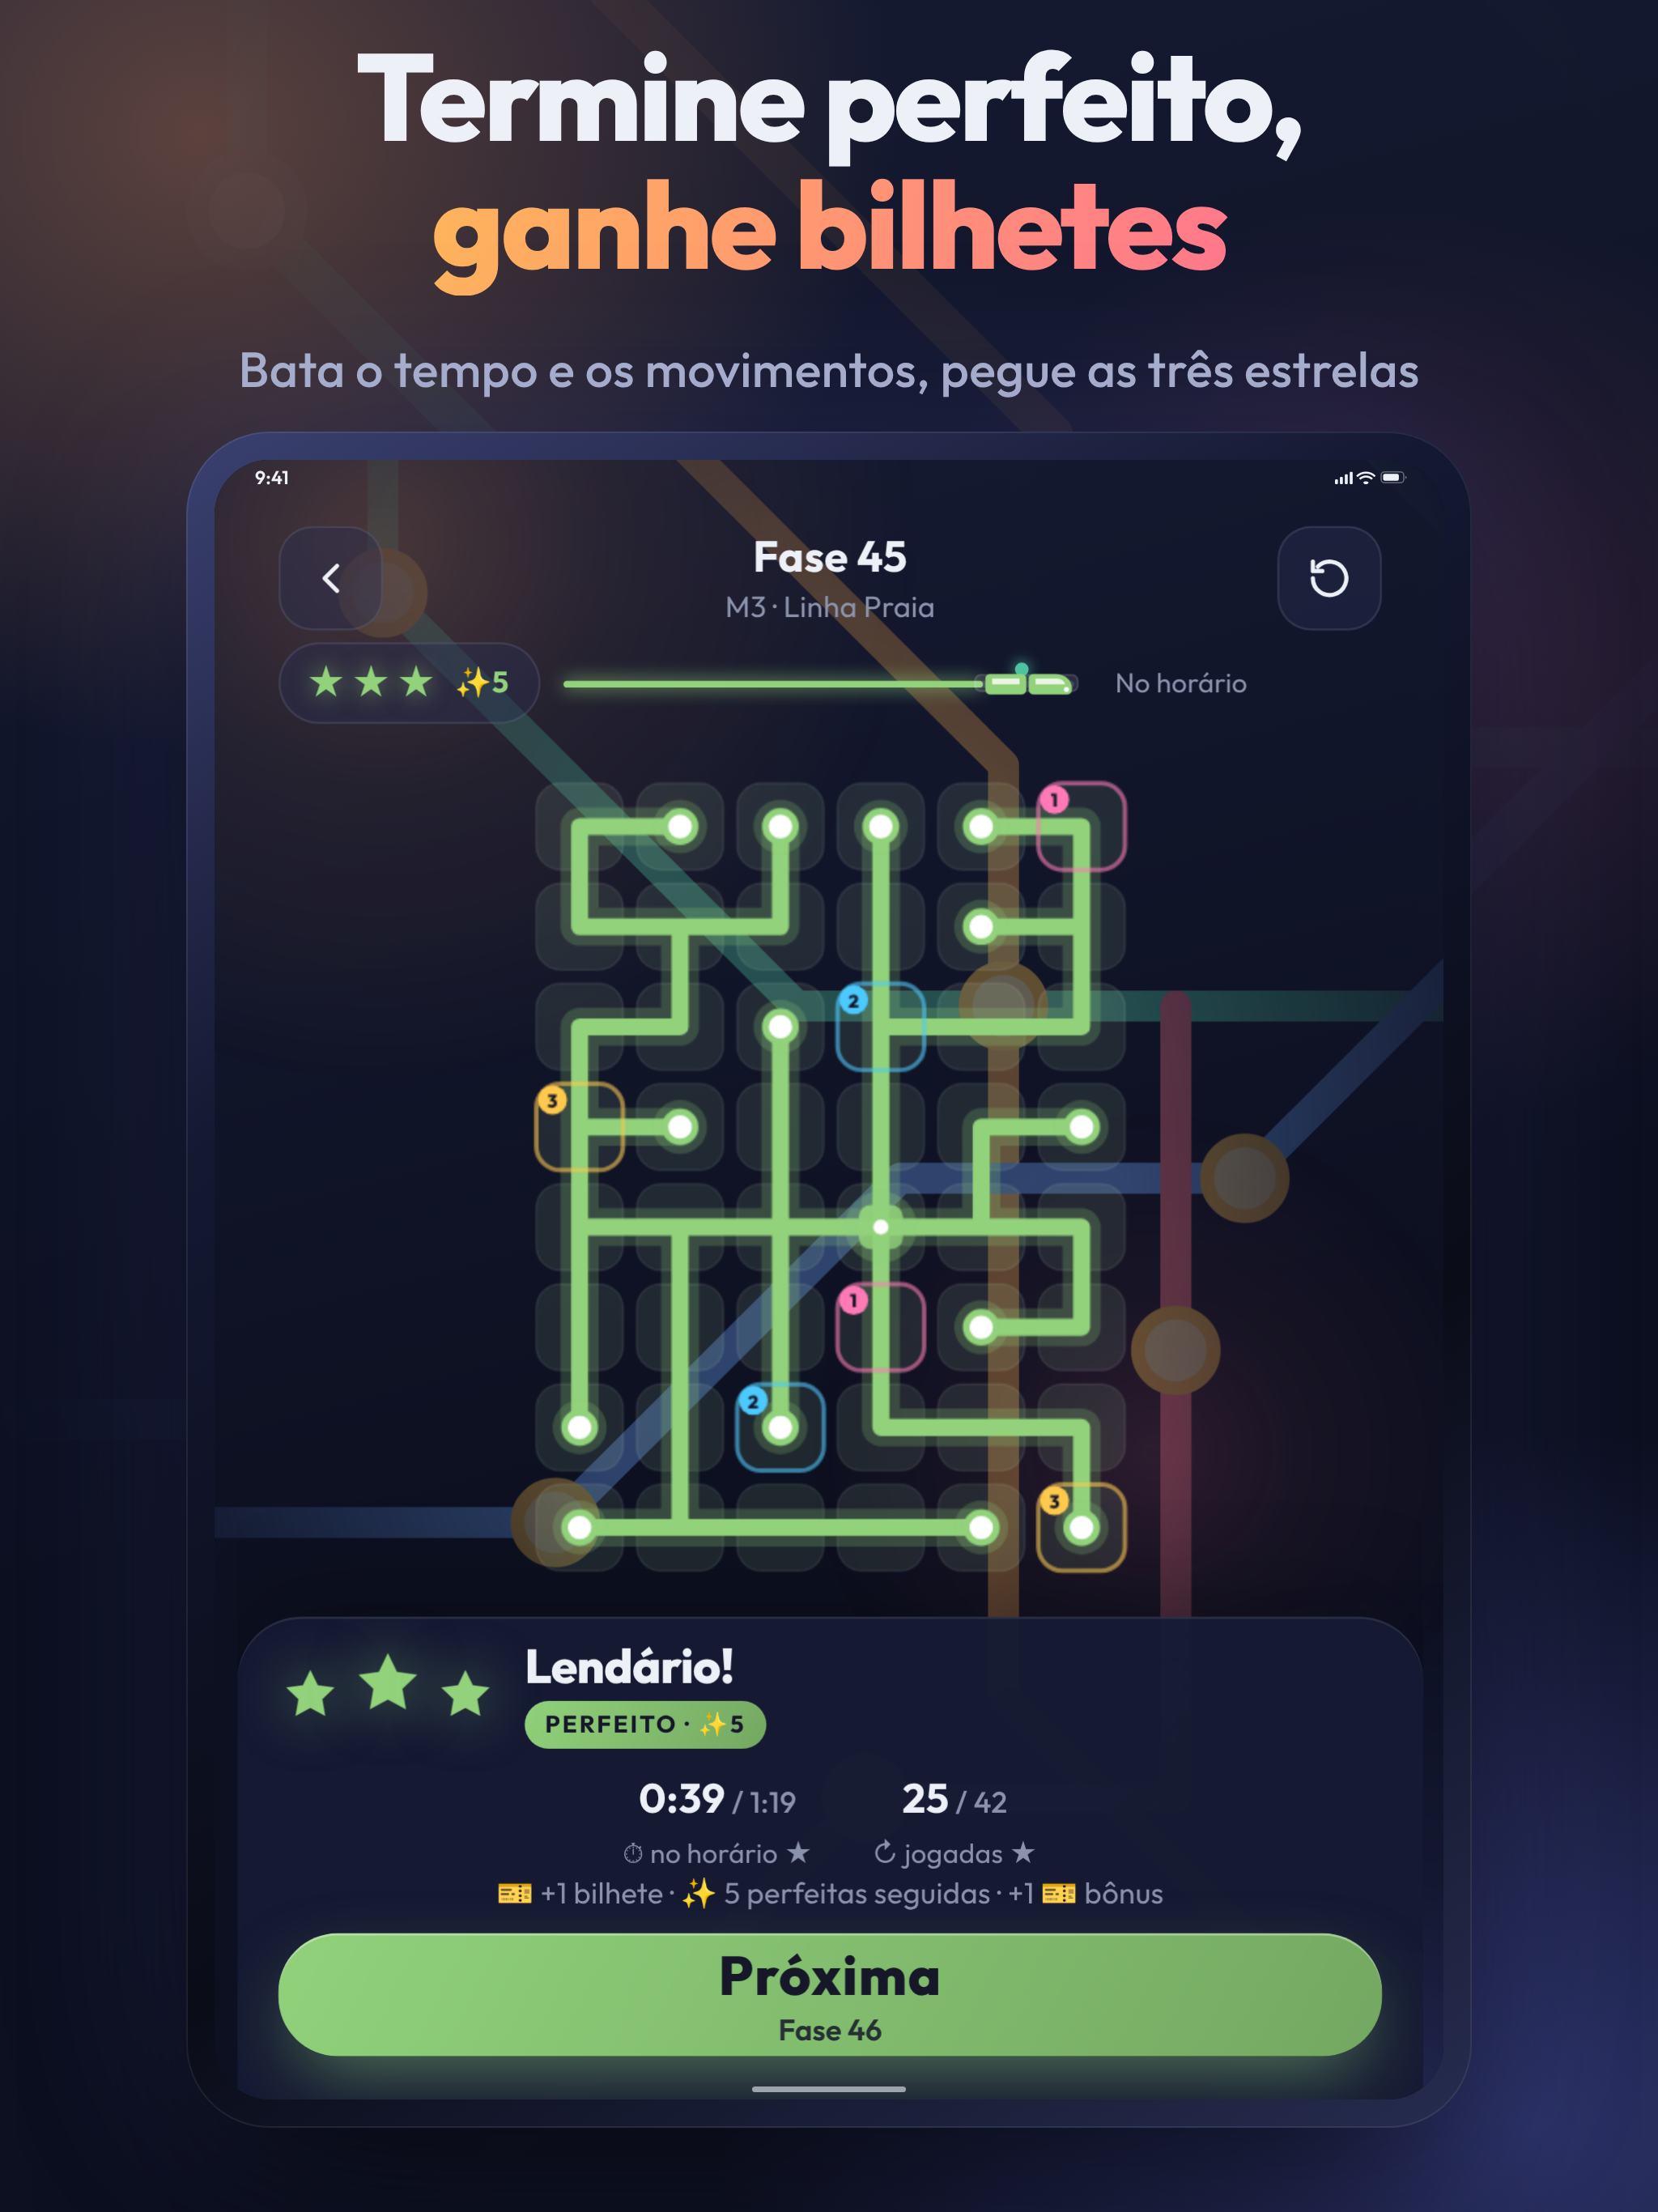 Termine perfeito,
ganhe bilhetes
Bata o tempo e os movimentos, pegue as três estrelas
9:41
Fase 45
M3 · Linha Praia
★ ★ ★ ✨5
No horário
1
2
3
1
2
3
Lendário!
PERFEITO · ✨5
0:39 / 1:19
25 / 42
⏱ no horário ★
↻ jogadas ★
🎫 +1 bilhete · ✨ 5 perfeitas seguidas · +1 🎫 bônus
Próxima
Fase 46